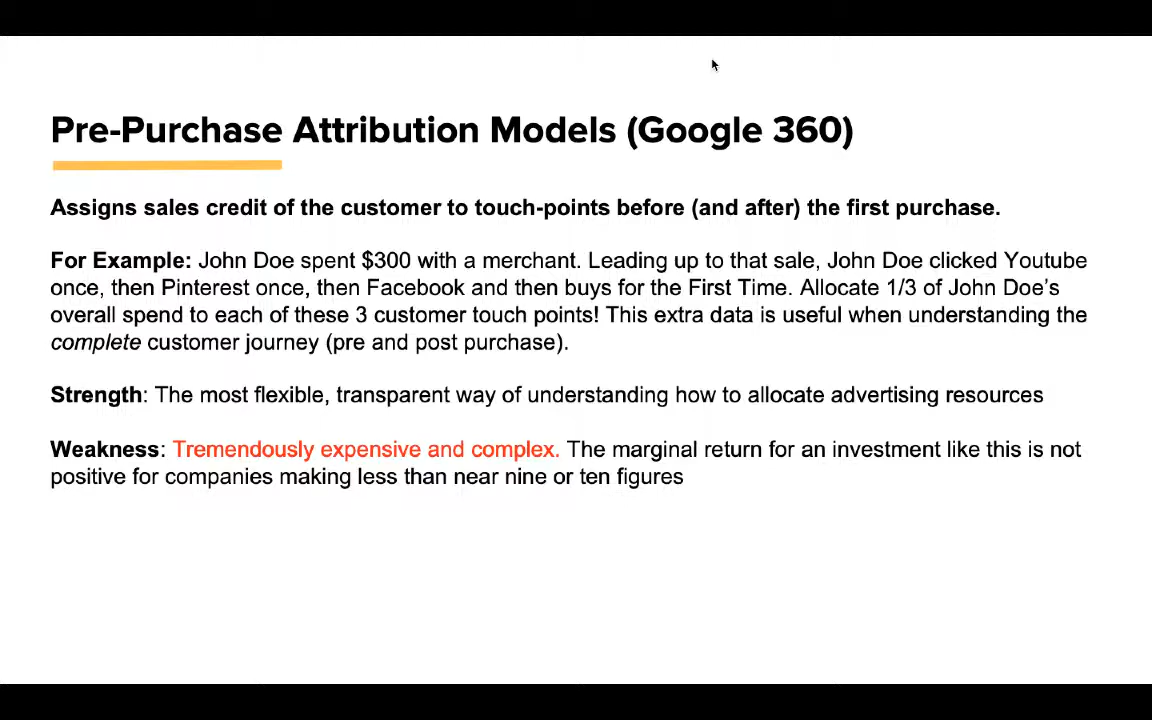 Pre-Purchase Attribution Models (Google 360)
Assigns sales credit of the customer to touch-points before (and after) the first purchase.
For Example: John Doe spent $300 with a merchant. Leading up to that sale, John Doe clicked Youtube
once, then Pinterest once, then Facebook and then buys for the First Time. Allocate 1/3 of John Doe’s
overall spend to each of these 3 customer touch points! This extra data is useful when understanding the
complete customer journey (pre and post purchase).
Strength: The most flexible, transparent way of understanding how to allocate advertising resources
Weakness: Tremendously expensive and complex. The marginal return for an investment like this is not
positive for companies making less than near nine or ten figures